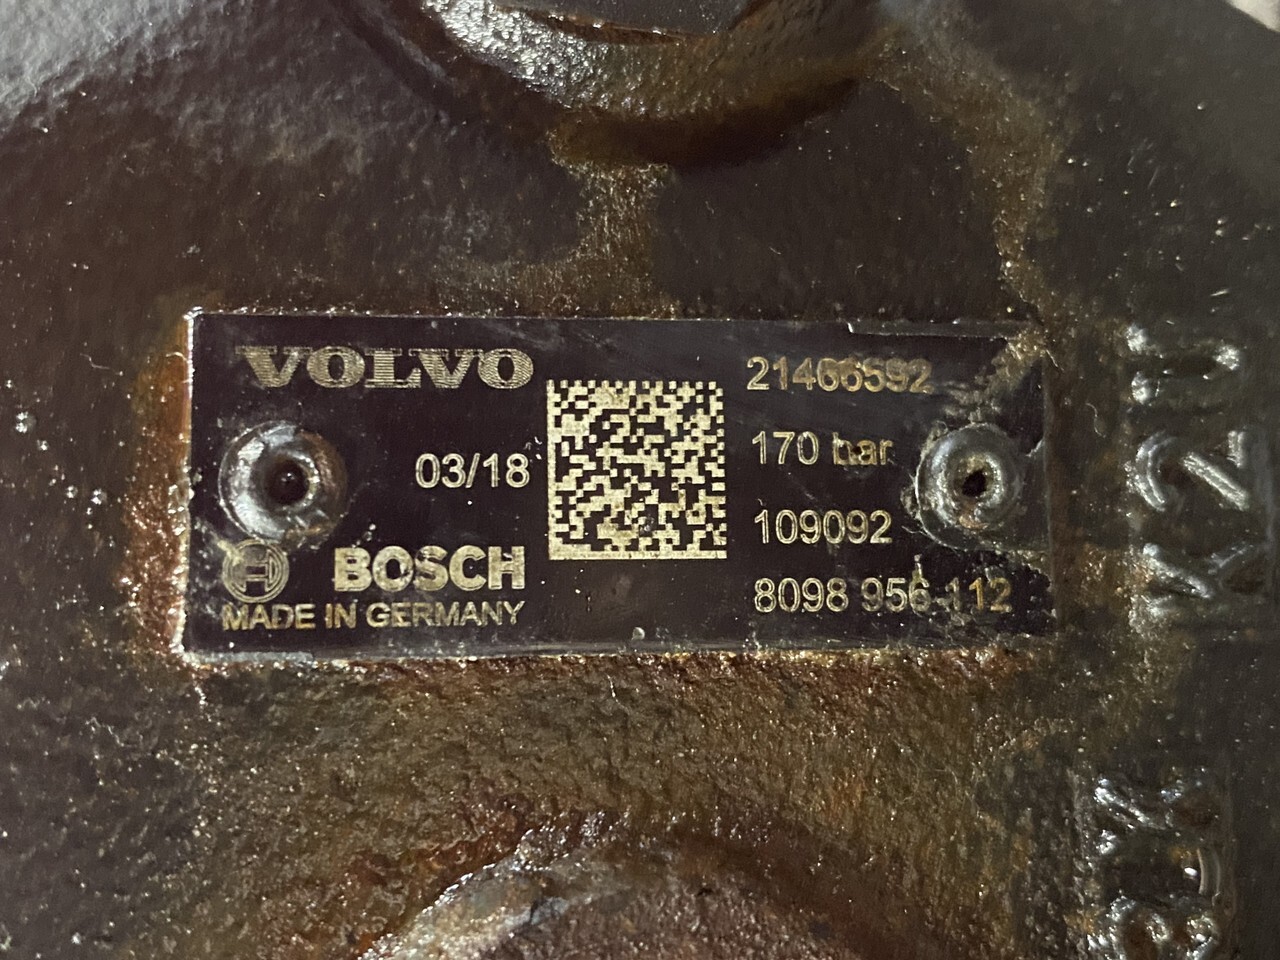 VOLVO
03/18
BOSCH
MADE IN GERMANY
21466592
170 bar
109092
8098 956 112